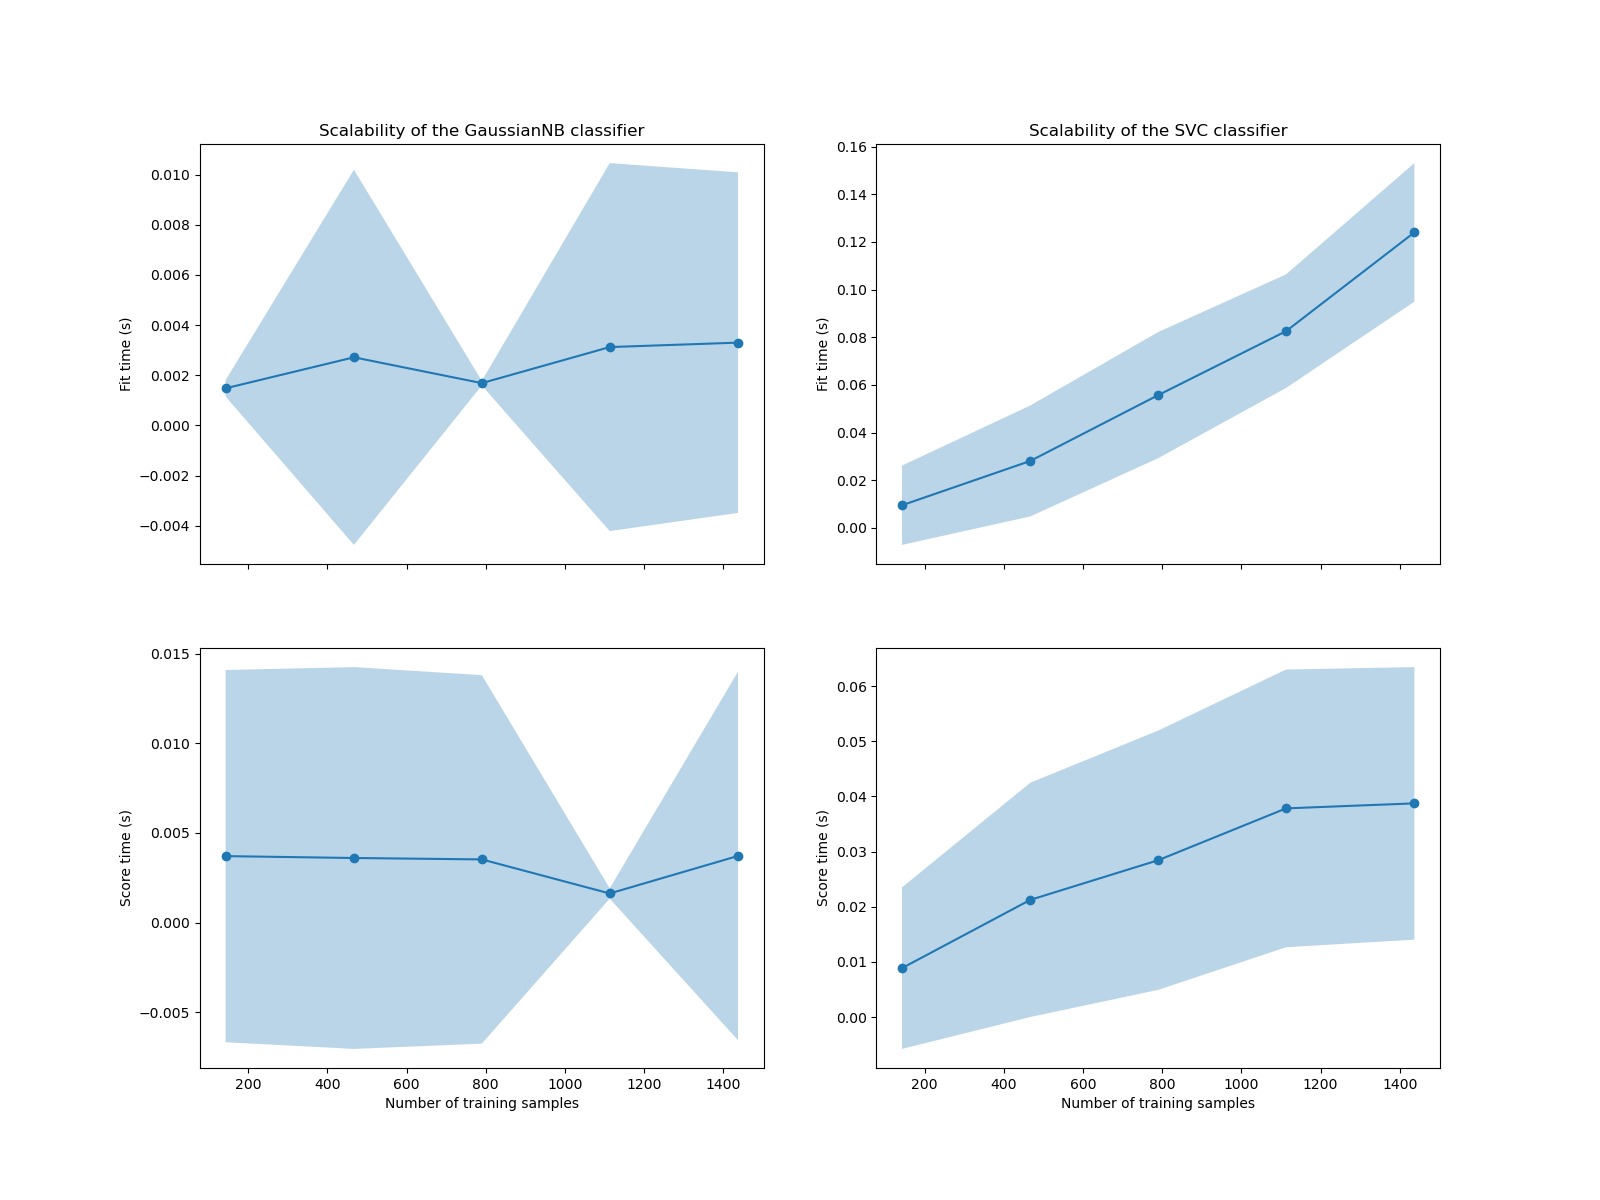 Scalability of the GaussianNB classifier
0.010
0.008
0.006
0.004
0.002
0.000
−0.002
−0.004
Fit time (s)
Scalability of the SVC classifier
0.16
0.14
0.12
0.10
0.08
0.06
0.04
0.02
0.00
Fit time (s)
0.015
0.010
0.005
0.000
−0.005
Score time (s)
200 400 600 800 1000 1200 1400
Number of training samples
0.06
0.05
0.04
0.03
0.02
0.01
0.00
Score time (s)
200 400 600 800 1000 1200 1400
Number of training samples